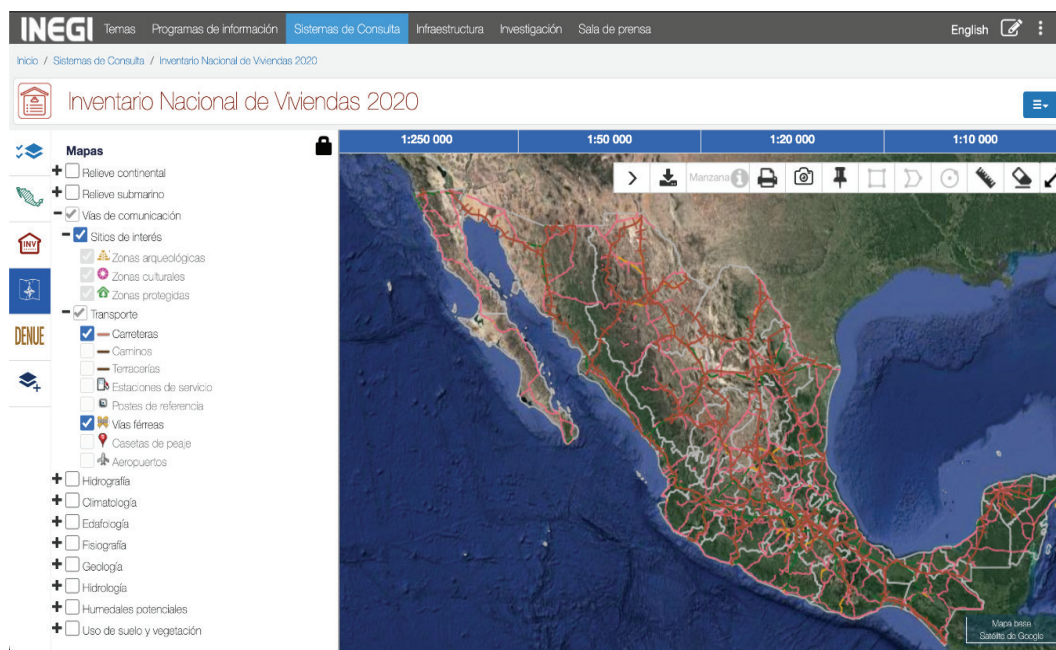 INEGI Temas Programas de información Sistemas de Consulta Infraestructura Investigación Sala de prensa English
Inicio / Sistemas de Consulta / Inventario Nacional de Viviendas 2020
Inventario Nacional de Viviendas 2020
1:250 000 1:50 000 1:20 000 1:10 000
Mapas
Relieve continental
Manzana
Relieve submarino
Vías de comunicación
Sitios de interés
INV
Zonas arqueológicas
Zonas culturales
Zonas protegidas
Transporte
DENUE
Carreteras
Caminos
Terracerías
Estaciones de servicio
Postes de referencia
Vías férreas
Casetas de peaje
Aeropuertos
Hidrografía
Climatología
Edafología
Fisiografía
Geología
Hidrología
Humedales potenciales
Uso de suelo y vegetación
Mapa base
Satélite de Google